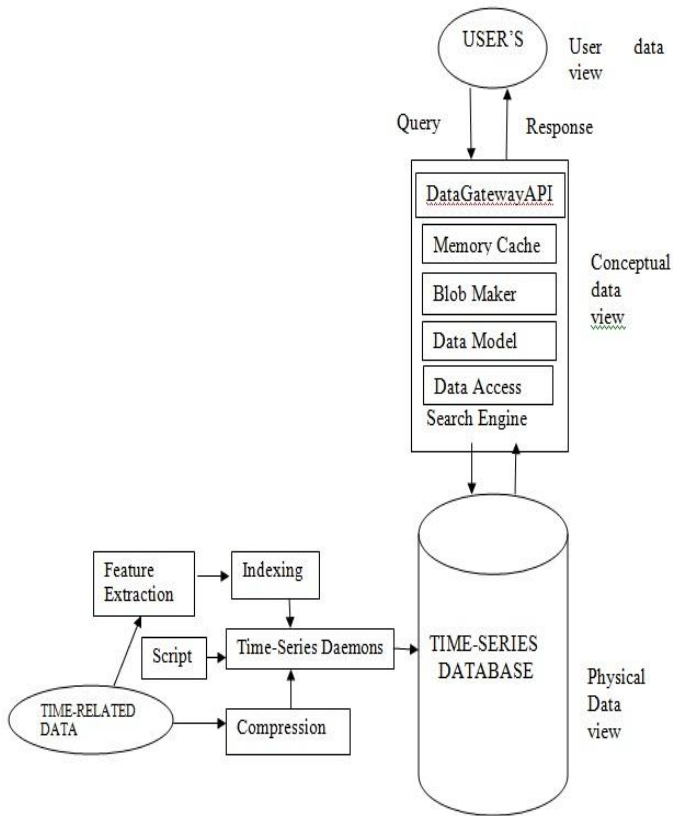 USER'S
User data
view
Query
Response
DataGatewayAPI
Memory Cache
Blob Maker
Data Model
Data Access
Search Engine
Conceptual
data
view
Feature
Extraction
Indexing
Script
Time-Series Daemons
TIME-RELATED
DATA
Compression
TIME-SERIES
DATABASE
Physical
Data
view